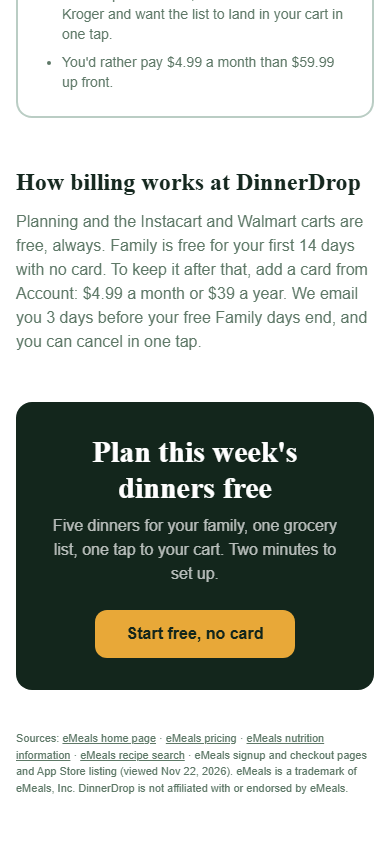 Kroger and want the list to land in your cart in
one tap.
• You'd rather pay $4.99 a month than $59.99
up front.
How billing works at DinnerDrop
Planning and the Instacart and Walmart carts are
free, always. Family is free for your first 14 days
with no card. To keep it after that, add a card from
Account: $4.99 a month or $39 a year. We email
you 3 days before your free Family days end, and
you can cancel in one tap.
Plan this week's
dinners free
Five dinners for your family, one grocery
list, one tap to your cart. Two minutes to
set up.
Start free, no card
Sources: eMeals home page · eMeals pricing · eMeals nutrition
information · eMeals recipe search · eMeals signup and checkout pages
and App Store listing (viewed Nov 22, 2026). eMeals is a trademark of
eMeals, Inc. DinnerDrop is not affiliated with or endorsed by eMeals.